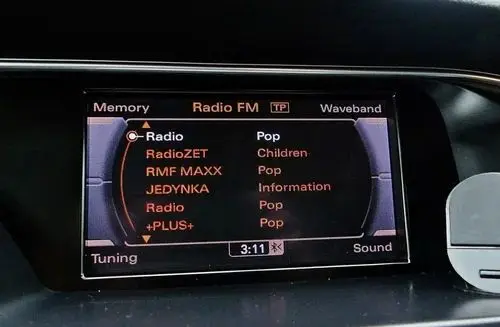 Memory Radio FM TP Waveband
Radio Pop
RadioZET Children
RMF MAXX Pop
JEDYNKA Information
Radio Pop
+PLUS+ Pop
Tuning 3:11 Sound